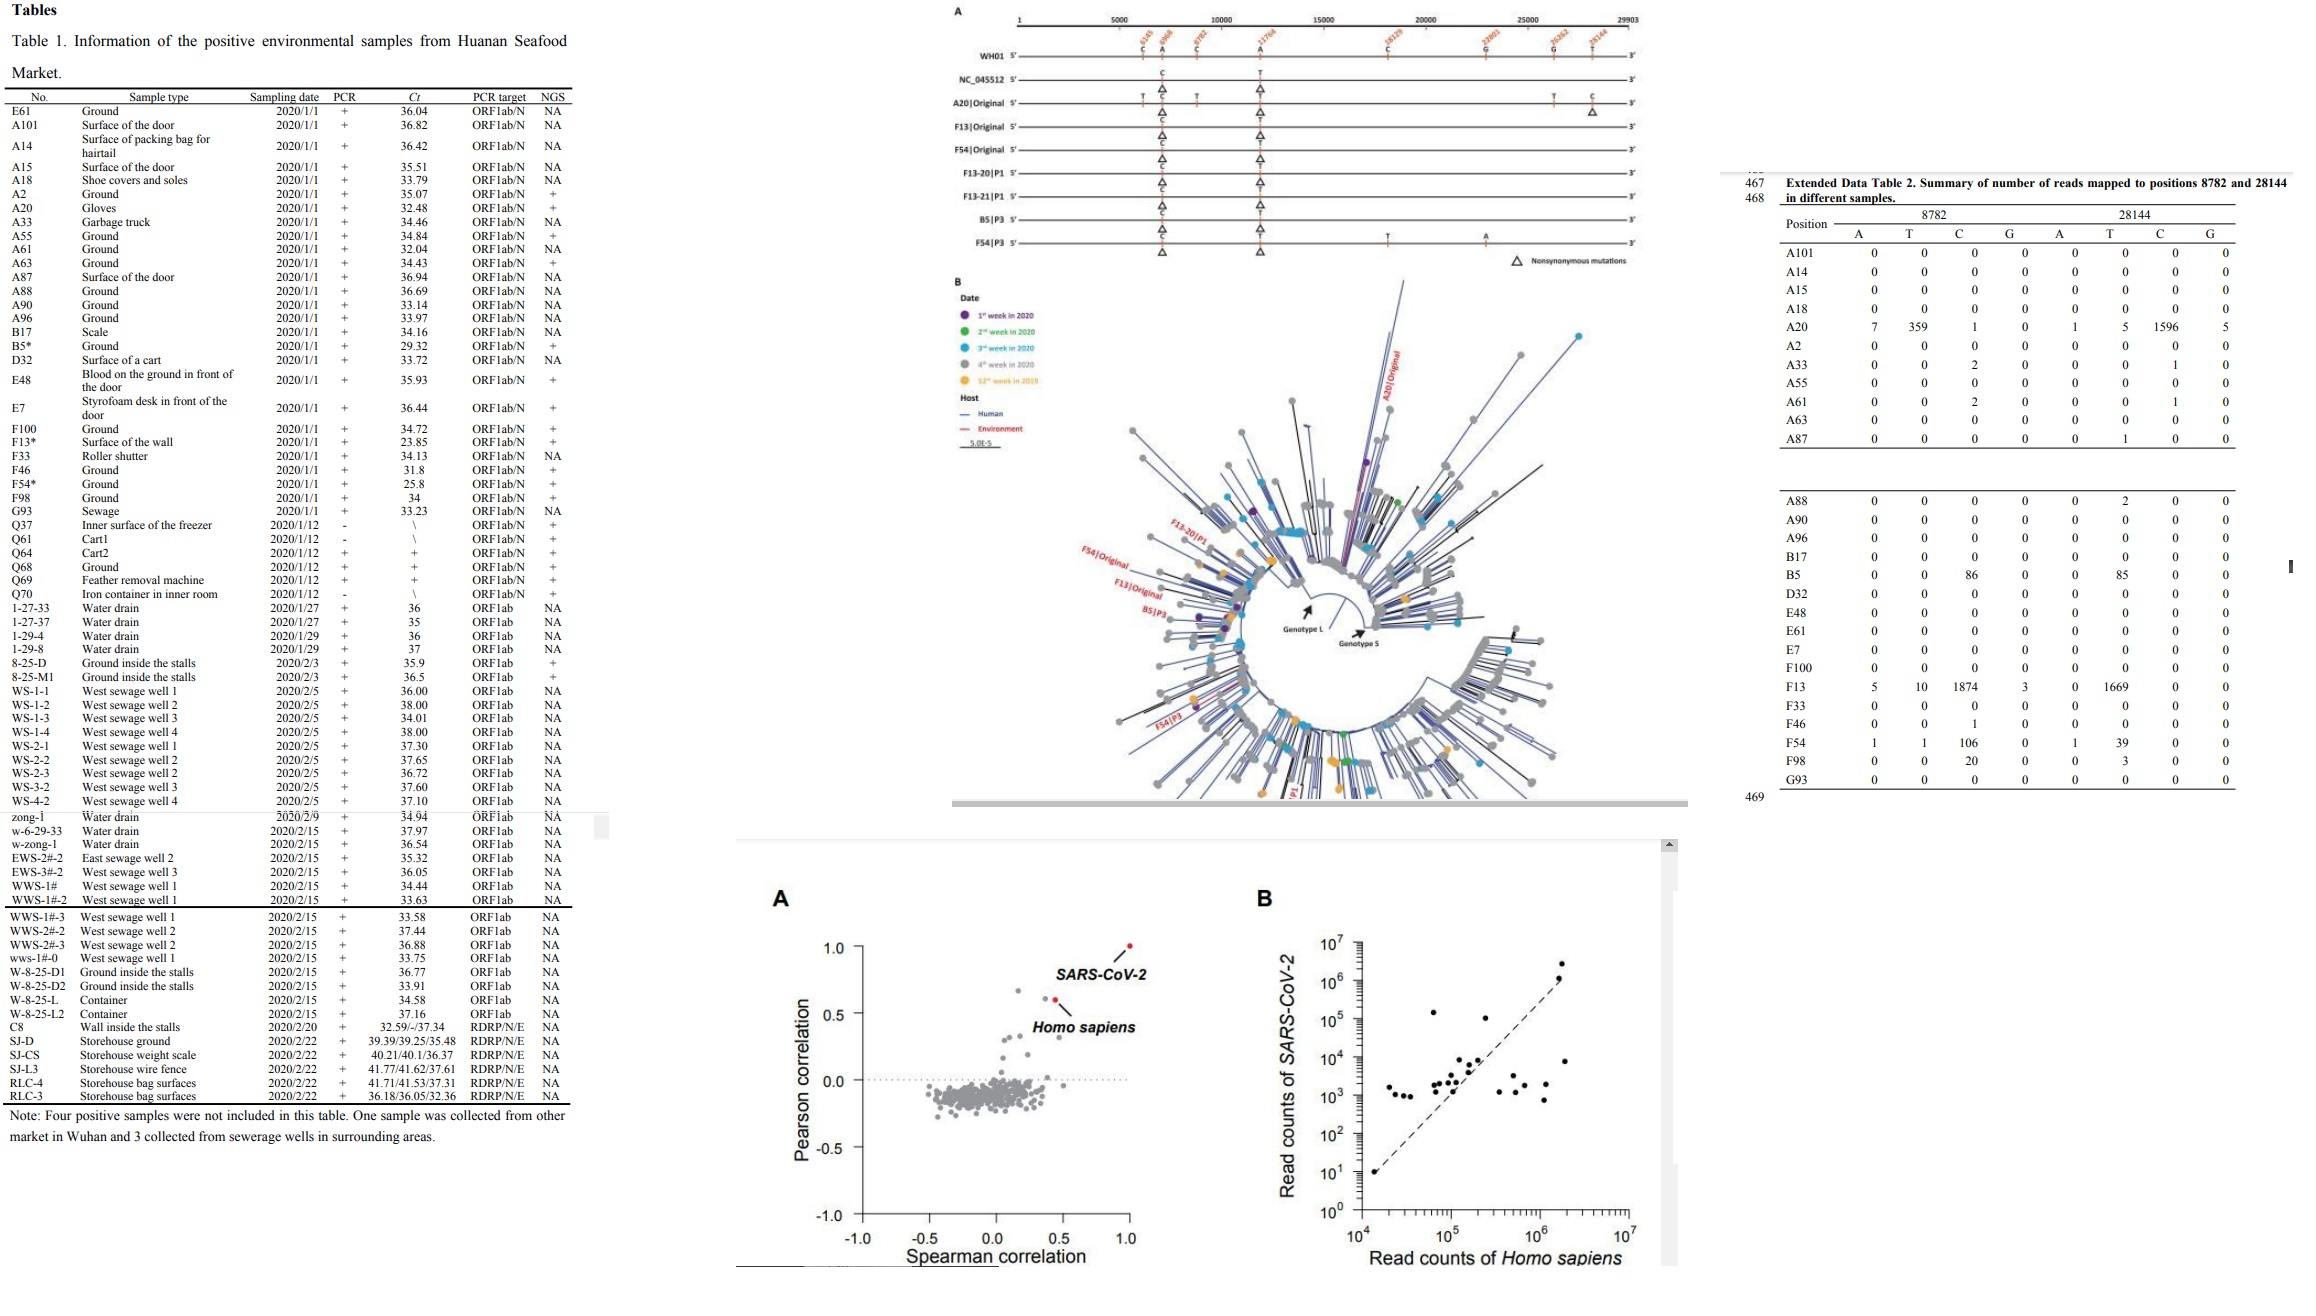 Tables
Table 1. Information of the positive environmental samples from Huanan Seafood
Market.
No. Sample type Sampling date PCR Ct PCR target NGS
E61 Ground 2020/1/1 + 36.04 ORF1ab/N NA
A101 Surface of the door 2020/1/1 + 36.82 ORF1ab/N NA
A14 Surface of packing bag for hairtail 2020/1/1 + 36.42 ORF1ab/N NA
A15 Surface of the door 2020/1/1 + 35.51 ORF1ab/N NA
A18 Shoe covers and soles 2020/1/1 + 33.79 ORF1ab/N NA
A2 Ground 2020/1/1 + 35.07 ORF1ab/N +
A20 Gloves 2020/1/1 + 32.48 ORF1ab/N +
A33 Garbage truck 2020/1/1 + 34.46 ORF1ab/N NA
A55 Ground 2020/1/1 + 34.84 ORF1ab/N +
A61 Ground 2020/1/1 + 32.04 ORF1ab/N NA
A63 Ground 2020/1/1 + 34.43 ORF1ab/N +
A87 Surface of the door 2020/1/1 + 36.94 ORF1ab/N NA
A88 Ground 2020/1/1 + 36.69 ORF1ab/N NA
A90 Ground 2020/1/1 + 33.14 ORF1ab/N NA
A96 Ground 2020/1/1 + 33.97 ORF1ab/N NA
B17 Scale 2020/1/1 + 34.16 ORF1ab/N NA
B5* Ground 2020/1/1 + 29.32 ORF1ab/N +
D32 Surface of a cart 2020/1/1 + 33.72 ORF1ab/N NA
E48 Blood on the ground in front of the door 2020/1/1 + 35.93 ORF1ab/N +
E7 Styrofoam desk in front of the door 2020/1/1 + 36.44 ORF1ab/N +
F100 Ground 2020/1/1 + 34.72 ORF1ab/N +
F13* Surface of the wall 2020/1/1 + 23.85 ORF1ab/N +
F33 Roller shutter 2020/1/1 + 34.13 ORF1ab/N NA
F46 Ground 2020/1/1 + 31.8 ORF1ab/N +
F54* Ground 2020/1/1 + 25.8 ORF1ab/N +
F98 Ground 2020/1/1 + 34 ORF1ab/N +
G93 Sewage 2020/1/1 + 33.23 ORF1ab/N NA
Q37 Inner surface of the freezer 2020/1/12 - \ ORF1ab/N +
Q61 Cart1 2020/1/12 - \ ORF1ab/N +
Q64 Cart2 2020/1/12 + + ORF1ab/N +
Q68 Ground 2020/1/12 + + ORF1ab/N +
Q69 Feather removal machine 2020/1/12 + + ORF1ab/N +
Q70 Iron container in inner room 2020/1/12 - \ ORF1ab/N +
1-27-33 Water drain 2020/1/27 + 36 ORF1ab NA
1-27-37 Water drain 2020/1/27 + 35 ORF1ab NA
1-29-4 Water drain 2020/1/29 + 36 ORF1ab NA
1-29-8 Water drain 2020/1/29 + 37 ORF1ab NA
8-25-D Ground inside the stalls 2020/2/3 + 35.9 ORF1ab +
8-25-M1 Ground inside the stalls 2020/2/3 + 36.5 ORF1ab +
WS-1-1 West sewage well 1 2020/2/5 + 36.00 ORF1ab NA
WS-1-2 West sewage well 2 2020/2/5 + 38.00 ORF1ab NA
WS-1-3 West sewage well 3 2020/2/5 + 34.01 ORF1ab NA
WS-1-4 West sewage well 4 2020/2/5 + 38.00 ORF1ab NA
WS-2-1 West sewage well 1 2020/2/5 + 37.30 ORF1ab NA
WS-2-2 West sewage well 2 2020/2/5 + 37.65 ORF1ab NA
WS-2-3 West sewage well 2 2020/2/5 + 36.72 ORF1ab NA
WS-3-2 West sewage well 3 2020/2/5 + 37.60 ORF1ab NA
WS-4-2 West sewage well 4 2020/2/5 + 37.10 ORF1ab NA
zong-1 Water drain 2020/2/9 + 34.94 ORF1ab NA
w-6-29-33 Water drain 2020/2/15 + 37.97 ORF1ab NA
w-zong-1 Water drain 2020/2/15 + 36.54 ORF1ab NA
EWS-2#-2 East sewage well 2 2020/2/15 + 35.32 ORF1ab NA
EWS-3#-2 East sewage well 3 2020/2/15 + 36.05 ORF1ab NA
WWS-1# West sewage well 1 2020/2/15 + 34.44 ORF1ab NA
WWS-1#-2 West sewage well 1 2020/2/15 + 33.63 ORF1ab NA
WWS-1#-3 West sewage well 1 2020/2/15 + 33.58 ORF1ab NA
WWS-2#-2 West sewage well 2 2020/2/15 + 37.44 ORF1ab NA
WWS-2#-3 West sewage well 2 2020/2/15 + 36.88 ORF1ab NA
wws-1#-0 West sewage well 1 2020/2/15 + 33.75 ORF1ab NA
W-8-25-D1 Ground inside the stalls 2020/2/15 + 36.77 ORF1ab NA
W-8-25-D2 Ground inside the stalls 2020/2/15 + 33.91 ORF1ab NA
W-8-25-L Container 2020/2/15 + 34.58 ORF1ab NA
W-8-25-L2 Container 2020/2/15 + 37.16 ORF1ab NA
C8 Wall inside the stalls 2020/2/20 + 32.59/-/37.34 RDRP/N/E NA
SJ-D Storehouse ground 2020/2/22 + 39.39/39.25/35.48 RDRP/N/E NA
SJ-CS Storehouse weight scale 2020/2/22 + 40.21/40.1/36.37 RDRP/N/E NA
SJ-L3 Storehouse wire fence 2020/2/22 + 41.77/41.62/37.61 RDRP/N/E NA
RLC-4 Storehouse bag surfaces 2020/2/22 + 41.71/41.53/37.31 RDRP/N/E NA
RLC-3 Storehouse bag surfaces 2020/2/22 + 36.18/36.05/32.36 RDRP/N/E NA
Note: Four positive samples were not included in this table. One sample was collected from other
market in Wuhan and 3 collected from sewerage wells in surrounding areas.
A
1 5000 10000 15000 20000 25000 29903
6145 6968 8782 11764 18129 22801 26262 28144
C A C A C G G T
WH01 5' 3'
C T
NC_045512 5' 3'
T C T T T C
A20|Original 5' 3'
C T
F13|Original 5' 3'
C T
F54|Original 5' 3'
C T
F13-20|P1 5' 3'
C T
F13-21|P1 5' 3'
C T
B5|P3 5' 3'
C T T A
F54|P3 5' 3'
Nonsynonymous mutations
B
Date
1st week in 2020
2nd week in 2020
3rd week in 2020
4th week in 2020
52nd week in 2019
Host
Human
Environment
5.0E-5
A20|Original
F13-20|P1
F54|Original
F13|Original
B5|P3
Genotype L
Genotype S
F54|P3
|P1
467 Extended Data Table 2. Summary of number of reads mapped to positions 8782 and 28144
468 in different samples.
Position 8782 28144
A T C G A T C G
A101 0 0 0 0 0 0 0 0
A14 0 0 0 0 0 0 0 0
A15 0 0 0 0 0 0 0 0
A18 0 0 0 0 0 0 0 0
A20 7 359 1 0 1 5 1596 5
A2 0 0 0 0 0 0 0 0
A33 0 0 2 0 0 0 1 0
A55 0 0 0 0 0 0 0 0
A61 0 0 2 0 0 0 1 0
A63 0 0 0 0 0 0 0 0
A87 0 0 0 0 0 1 0 0
A88 0 0 0 0 0 2 0 0
A90 0 0 0 0 0 0 0 0
A96 0 0 0 0 0 0 0 0
B17 0 0 0 0 0 0 0 0
B5 0 0 86 0 0 85 0 0
D32 0 0 0 0 0 0 0 0
E48 0 0 0 0 0 0 0 0
E61 0 0 0 0 0 0 0 0
E7 0 0 0 0 0 0 0 0
F100 0 0 0 0 0 0 0 0
F13 5 10 1874 3 0 1669 0 0
F33 0 0 0 0 0 0 0 0
F46 0 0 1 0 0 0 0 0
F54 1 1 106 0 1 39 0 0
F98 0 0 20 0 0 3 0 0
G93 0 0 0 0 0 0 0 0
469
A
Pearson correlation
1.0
0.5
0.0
-0.5
-1.0
SARS-CoV-2
Homo sapiens
-1.0 -0.5 0.0 0.5 1.0
Spearman correlation
B
Read counts of SARS-CoV-2
10^7
10^6
10^5
10^4
10^3
10^2
10^1
10^0
10^4 10^5 10^6 10^7
Read counts of Homo sapiens